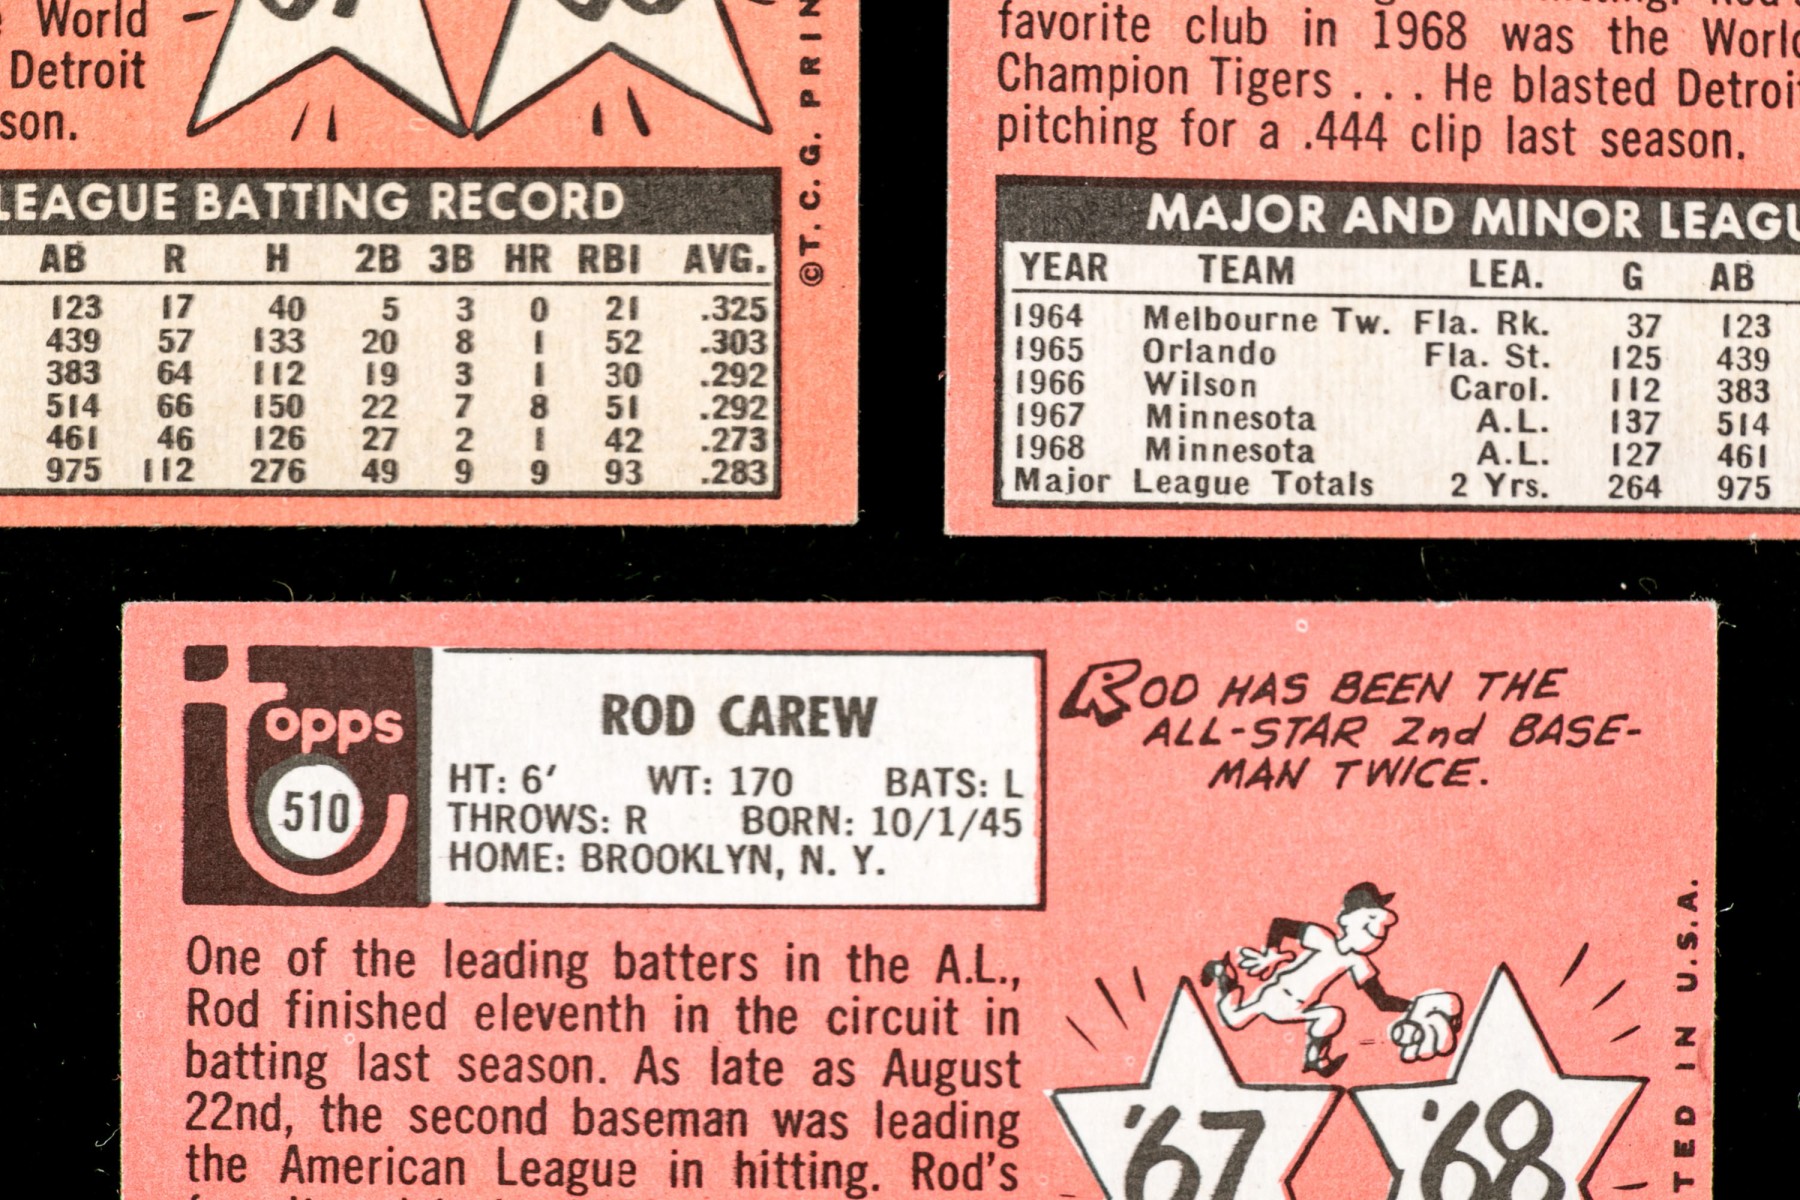 World
Detroit
son.
©T. C. G. PRIN
LEAGUE BATTING RECORD
AB R H 2B 3B HR RBI AVG.
123 17 40 5 3 0 21 .325
439 57 133 20 8 1 52 .303
383 64 112 19 3 1 30 .292
514 66 150 22 7 8 51 .292
461 46 126 27 2 1 42 .273
975 112 276 49 9 9 93 .283
favorite club in 1968 was the World
Champion Tigers . . . He blasted Detroit
pitching for a .444 clip last season.
MAJOR AND MINOR LEAGU
YEAR TEAM LEA. G AB
1964 Melbourne Tw. Fla. Rk. 37 123
1965 Orlando Fla. St. 125 439
1966 Wilson Carol. 112 383
1967 Minnesota A.L. 137 514
1968 Minnesota A.L. 127 461
Major League Totals 2 Yrs. 264 975
topps
510
ROD CAREW
HT: 6' WT: 170 BATS: L
THROWS: R BORN: 10/1/45
HOME: BROOKLYN, N. Y.
ROD HAS BEEN THE
ALL-STAR 2nd BASE-
MAN TWICE.
One of the leading batters in the A.L.,
Rod finished eleventh in the circuit in
batting last season. As late as August
22nd, the second baseman was leading
the American League in hitting. Rod's
'67 '68
TED IN U.S.A.